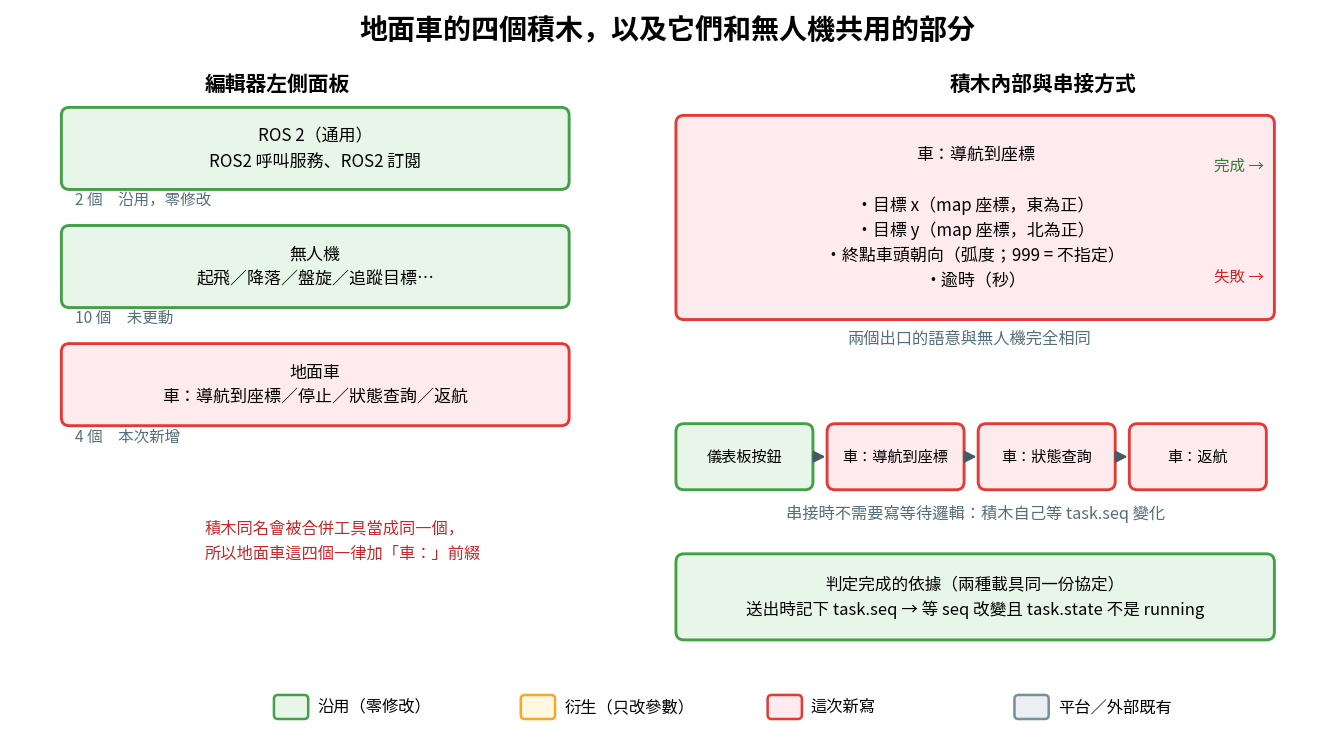 地面車的四個積木，以及它們和無人機共用的部分
編輯器左側面板
ROS 2（通用）
ROS2 呼叫服務、ROS2 訂閱
2 個　沿用，零修改
無人機
起飛／降落／盤旋／追蹤目標…
10 個　未更動
地面車
車：導航到座標／停止／狀態查詢／返航
4 個　本次新增
積木同名會被合併工具當成同一個，
所以地面車這四個一律加「車：」前綴
積木內部與串接方式
車：導航到座標
完成 →
• 目標 x（map 座標，東為正）
• 目標 y（map 座標，北為正）
• 終點車頭朝向（弧度；999 = 不指定）
• 逾時（秒）
失敗 →
兩個出口的語意與無人機完全相同
儀表板按鈕
車：導航到座標
車：狀態查詢
車：返航
串接時不需要寫等待邏輯：積木自己等 task.seq 變化
判定完成的依據（兩種載具同一份協定）
送出時記下 task.seq → 等 seq 改變且 task.state 不是 running
沿用（零修改）
衍生（只改參數）
這次新寫
平台／外部既有